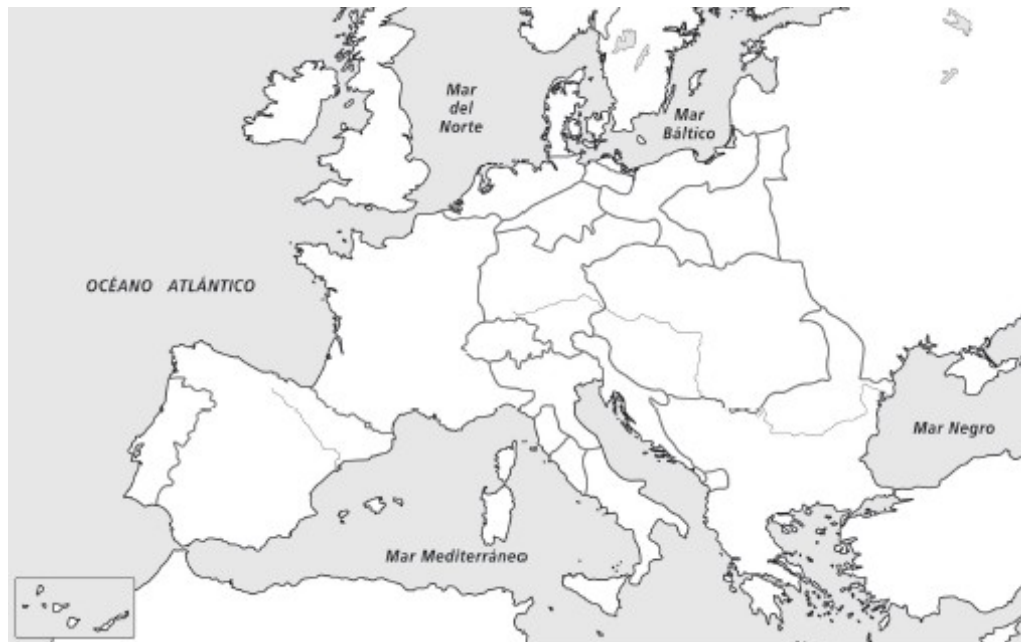 Mar
del
Norte
Mar
Báltico
OCÉANO ATLÁNTICO
Mar Negro
Mar Mediterráneo